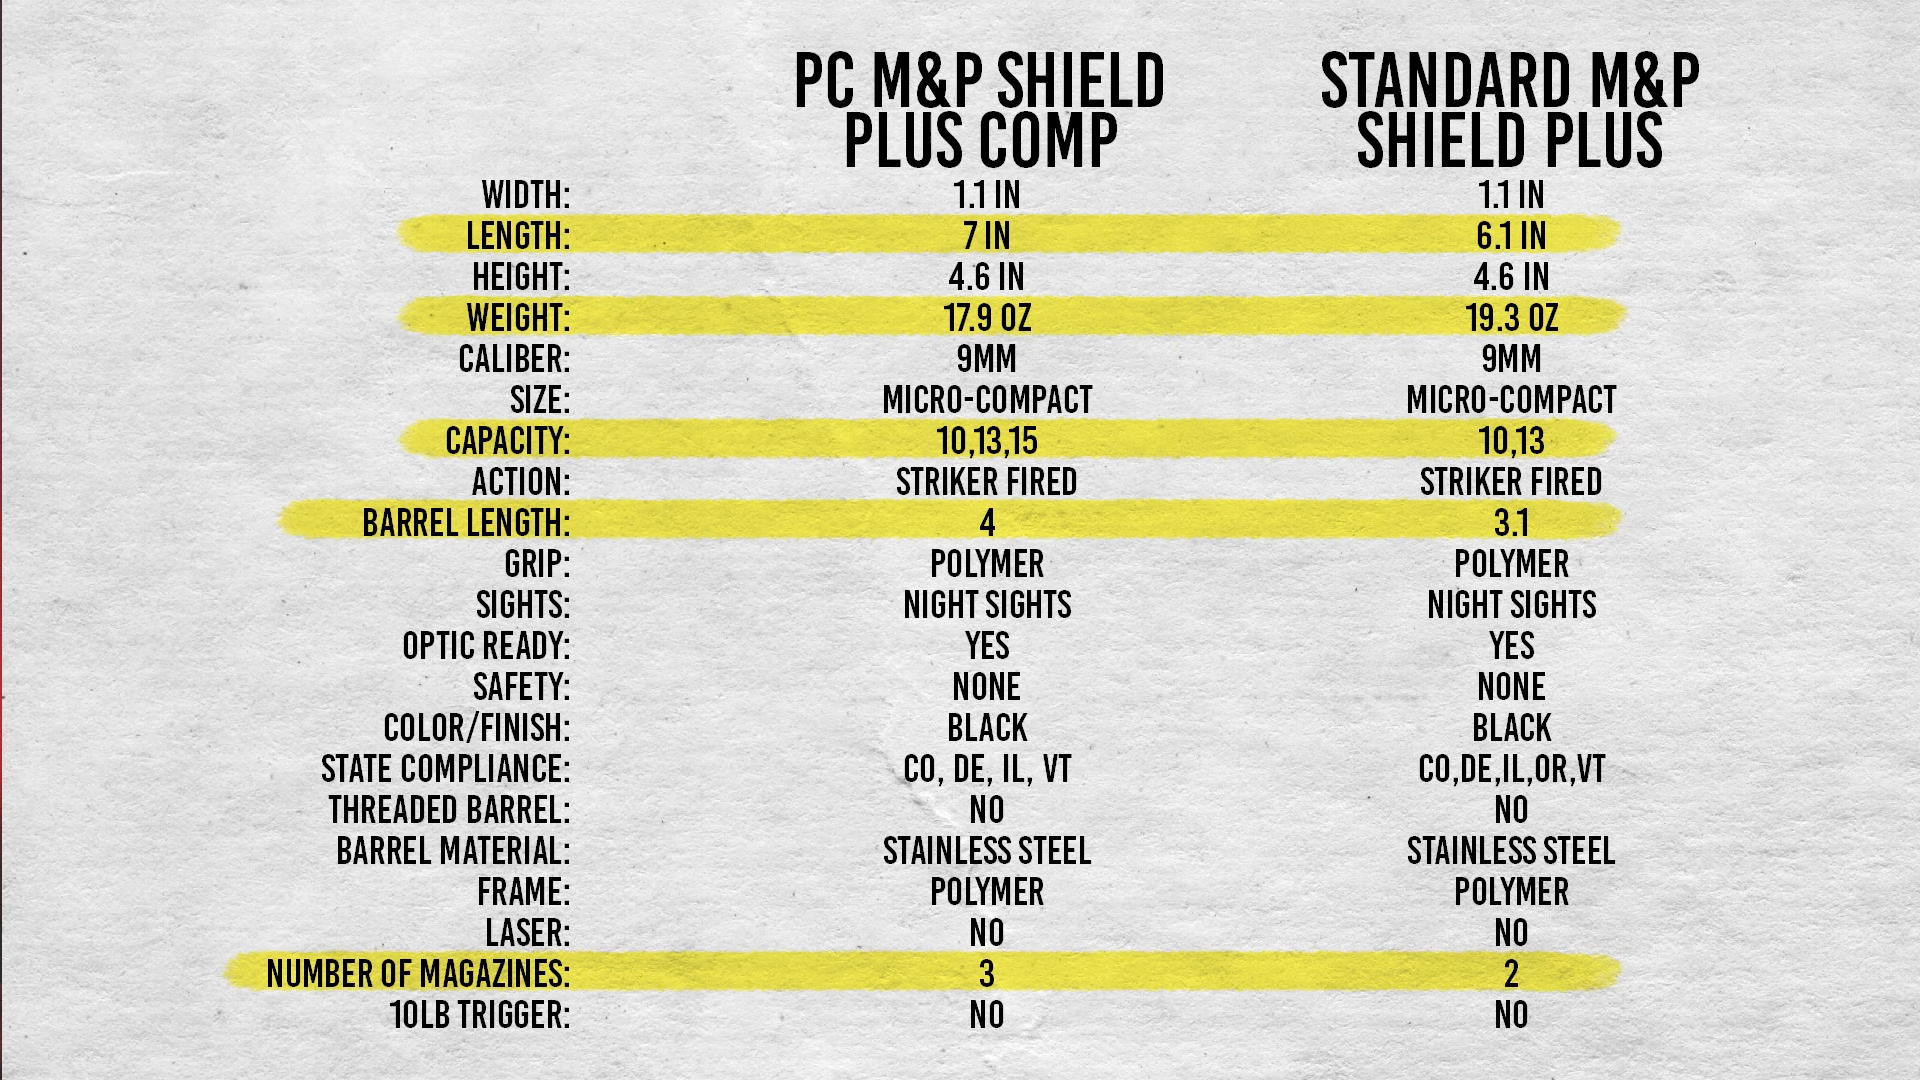 PC M&P SHIELD STANDARD M&P
PLUS COMP SHIELD PLUS
WIDTH: 1.1 IN 1.1 IN
LENGTH: 7 IN 6.1 IN
HEIGHT: 4.6 IN 4.6 IN
WEIGHT: 17.9 OZ 19.3 OZ
CALIBER: 9MM 9MM
SIZE: MICRO-COMPACT MICRO-COMPACT
CAPACITY: 10,13,15 10,13
ACTION: STRIKER FIRED STRIKER FIRED
BARREL LENGTH: 4 3.1
GRIP: POLYMER POLYMER
SIGHTS: NIGHT SIGHTS NIGHT SIGHTS
OPTIC READY: YES YES
SAFETY: NONE NONE
COLOR/FINISH: BLACK BLACK
STATE COMPLIANCE: CO, DE, IL, VT CO,DE,IL,OR,VT
THREADED BARREL: NO NO
BARREL MATERIAL: STAINLESS STEEL STAINLESS STEEL
FRAME: POLYMER POLYMER
LASER: NO NO
NUMBER OF MAGAZINES: 3 2
10LB TRIGGER: NO NO